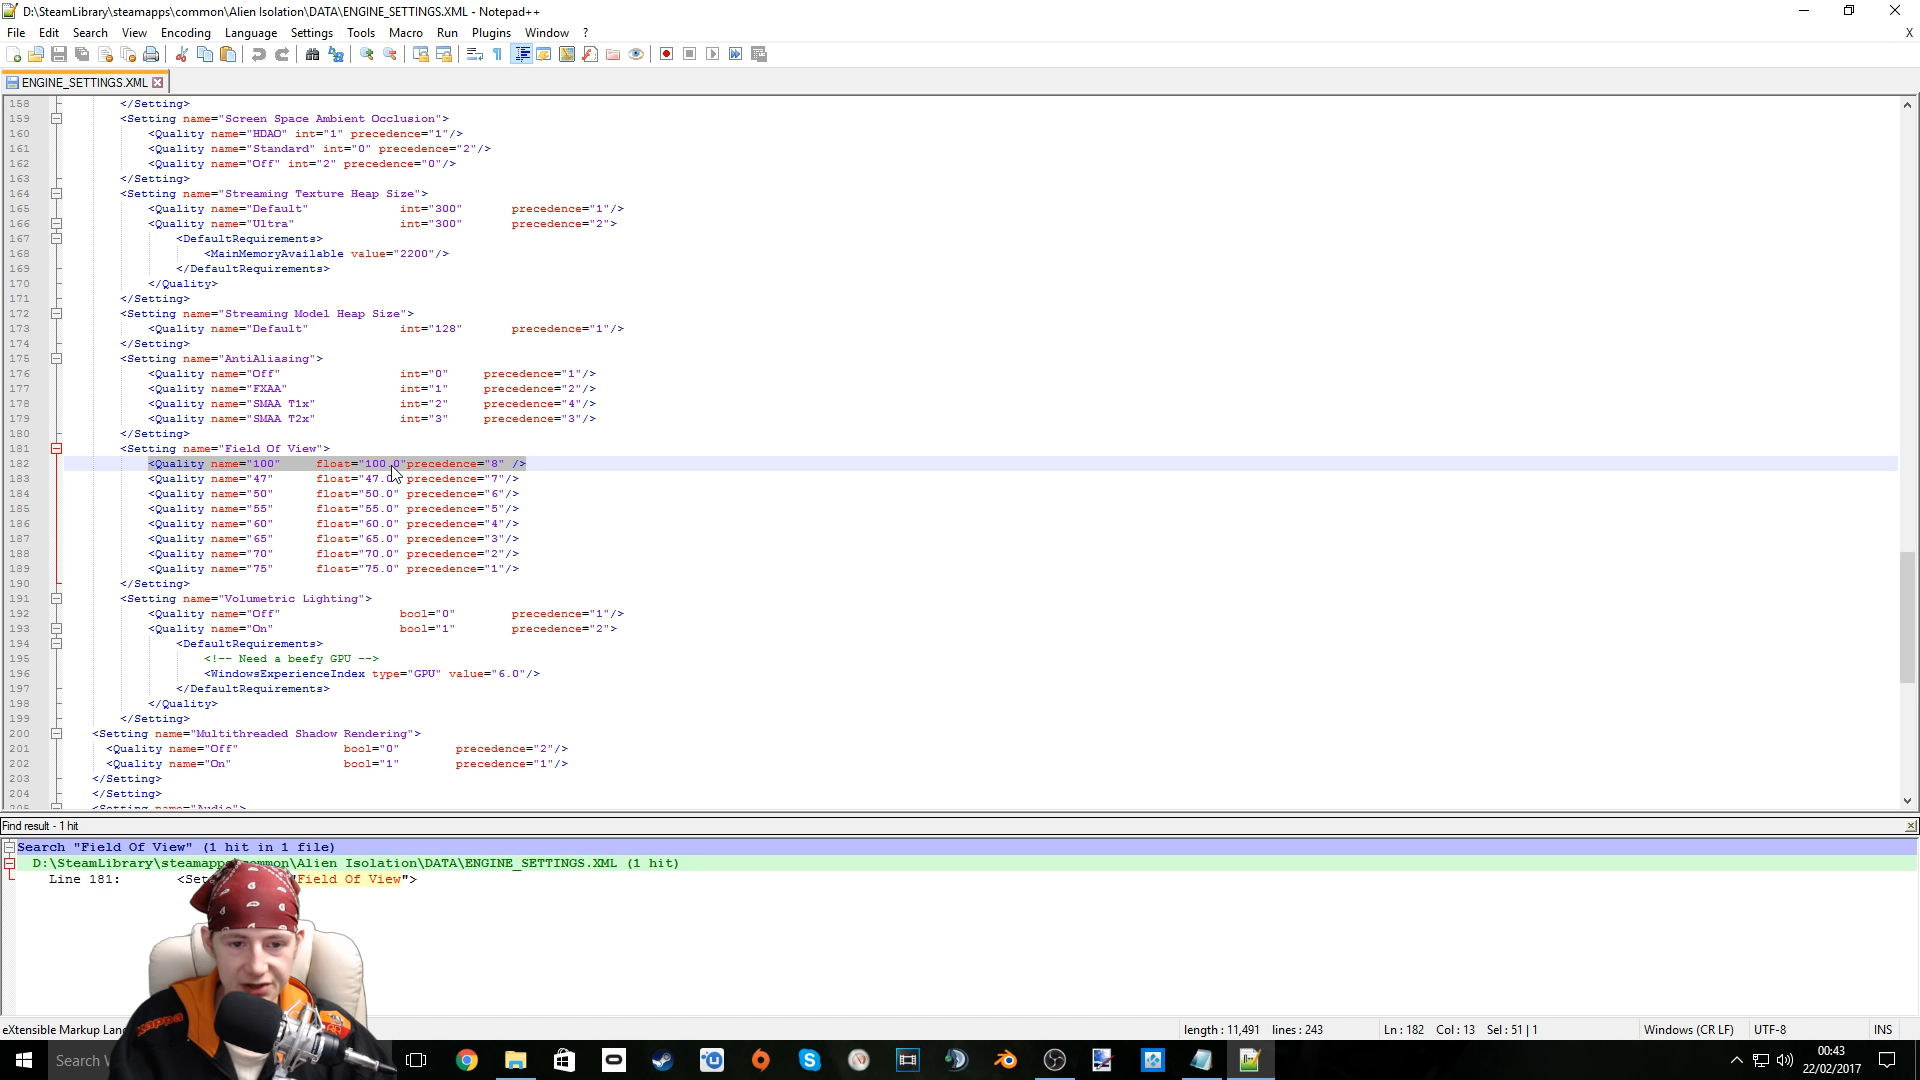 D:\SteamLibrary\steamapps\common\Alien Isolation\DATA\ENGINE_SETTINGS.XML - Notepad++
File Edit Search View Encoding Language Settings Tools Macro Run Plugins Window ? X
ENGINE_SETTINGS.XML
158 </Setting>
159 <Setting name="Screen Space Ambient Occlusion">
160 <Quality name="HDAO" int="1" precedence="1"/>
161 <Quality name="Standard" int="0" precedence="2"/>
162 <Quality name="Off" int="2" precedence="0"/>
163 </Setting>
164 <Setting name="Streaming Texture Heap Size">
165 <Quality name="Default" int="300" precedence="1"/>
166 <Quality name="Ultra" int="300" precedence="2">
167 <DefaultRequirements>
168 <MainMemoryAvailable value="2200"/>
169 </DefaultRequirements>
170 </Quality>
171 </Setting>
172 <Setting name="Streaming Model Heap Size">
173 <Quality name="Default" int="128" precedence="1"/>
174 </Setting>
175 <Setting name="AntiAliasing">
176 <Quality name="Off" int="0" precedence="1"/>
177 <Quality name="FXAA" int="1" precedence="2"/>
178 <Quality name="SMAA T1x" int="2" precedence="4"/>
179 <Quality name="SMAA T2x" int="3" precedence="3"/>
180 </Setting>
181 <Setting name="Field Of View">
182 <Quality name="100" float="100.0"precedence="8" />
183 <Quality name="47" float="47.0" precedence="7"/>
184 <Quality name="50" float="50.0" precedence="6"/>
185 <Quality name="55" float="55.0" precedence="5"/>
186 <Quality name="60" float="60.0" precedence="4"/>
187 <Quality name="65" float="65.0" precedence="3"/>
188 <Quality name="70" float="70.0" precedence="2"/>
189 <Quality name="75" float="75.0" precedence="1"/>
190 </Setting>
191 <Setting name="Volumetric Lighting">
192 <Quality name="Off" bool="0" precedence="1"/>
193 <Quality name="On" bool="1" precedence="2">
194 <DefaultRequirements>
195 <!-- Need a beefy GPU -->
196 <WindowsExperienceIndex type="GPU" value="6.0"/>
197 </DefaultRequirements>
198 </Quality>
199 </Setting>
200 <Setting name="Multithreaded Shadow Rendering">
201 <Quality name="Off" bool="0" precedence="2"/>
202 <Quality name="On" bool="1" precedence="1"/>
203 </Setting>
204 </Setting>
205 <Setting name="Audio">
Find result - 1 hit
Search "Field Of View" (1 hit in 1 file)
D:\SteamLibrary\steamapps\common\Alien Isolation\DATA\ENGINE_SETTINGS.XML (1 hit)
Line 181: <Set "Field Of View">
eXtensible Markup Lang length : 11,491 lines : 243 Ln : 182 Col : 13 Sel : 51 | 1 Windows (CR LF) UTF-8 INS
Search
kappa
00:43
22/02/2017